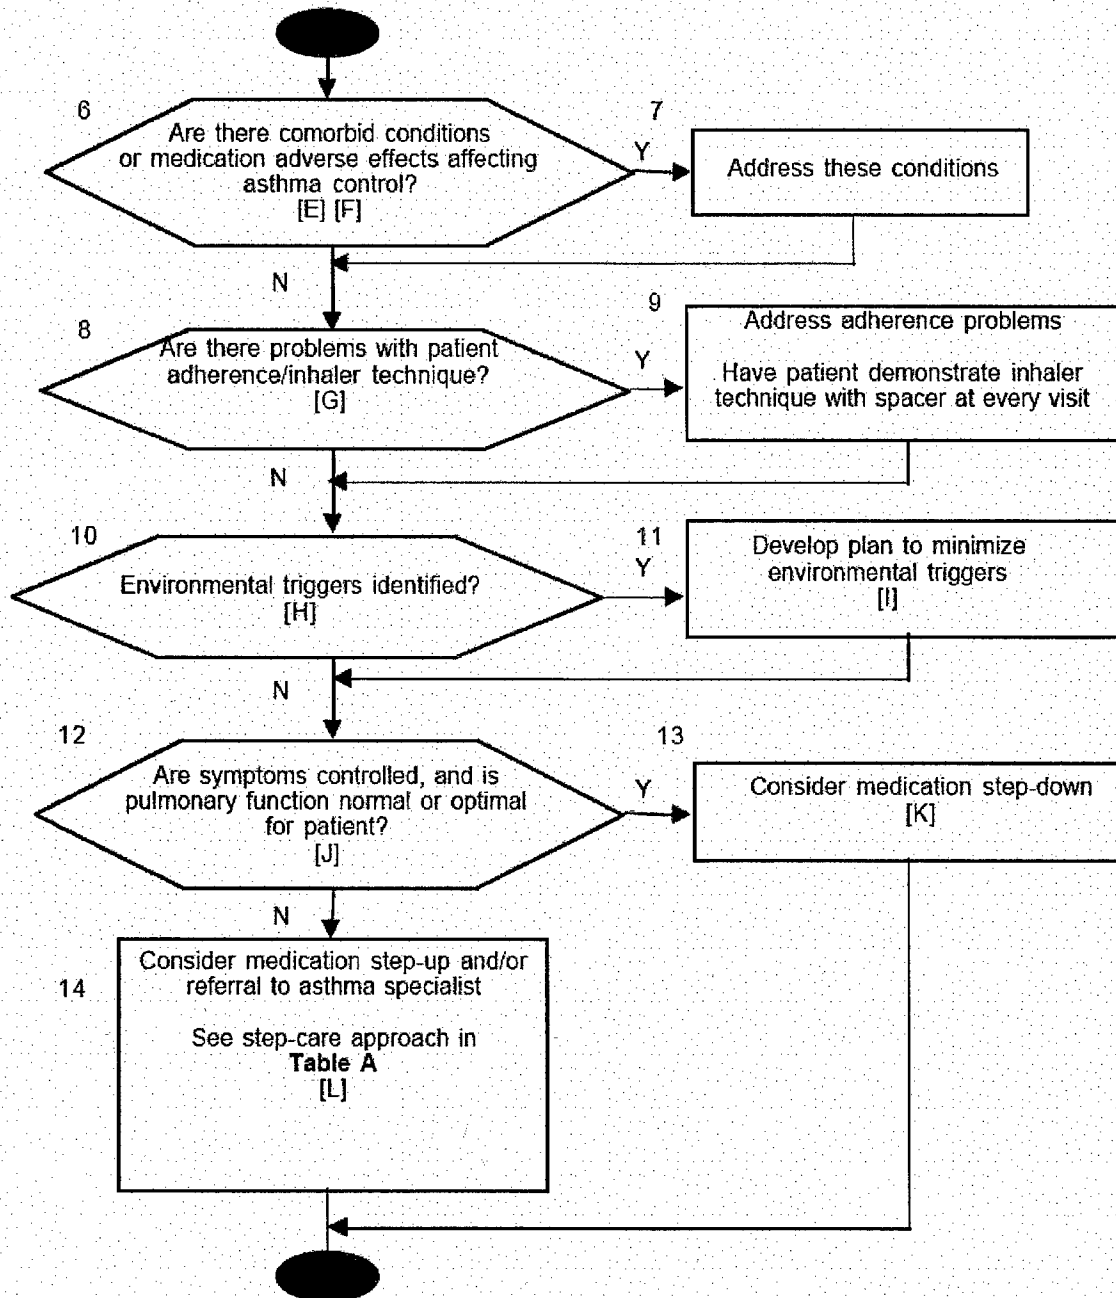 6
Are there comorbid conditions
or medication adverse effects affecting
asthma control?
[E] [F]
Y
7
Address these conditions
N
8
Are there problems with patient
adherence/inhaler technique?
[G]
Y
9
Address adherence problems
Have patient demonstrate inhaler
technique with spacer at every visit
N
10
Environmental triggers identified?
[H]
Y
11
Develop plan to minimize
environmental triggers
[I]
N
12
Are symptoms controlled, and is
pulmonary function normal or optimal
for patient?
[J]
Y
13
Consider medication step-down
[K]
N
14
Consider medication step-up and/or
referral to asthma specialist
See step-care approach in
Table A
[L]